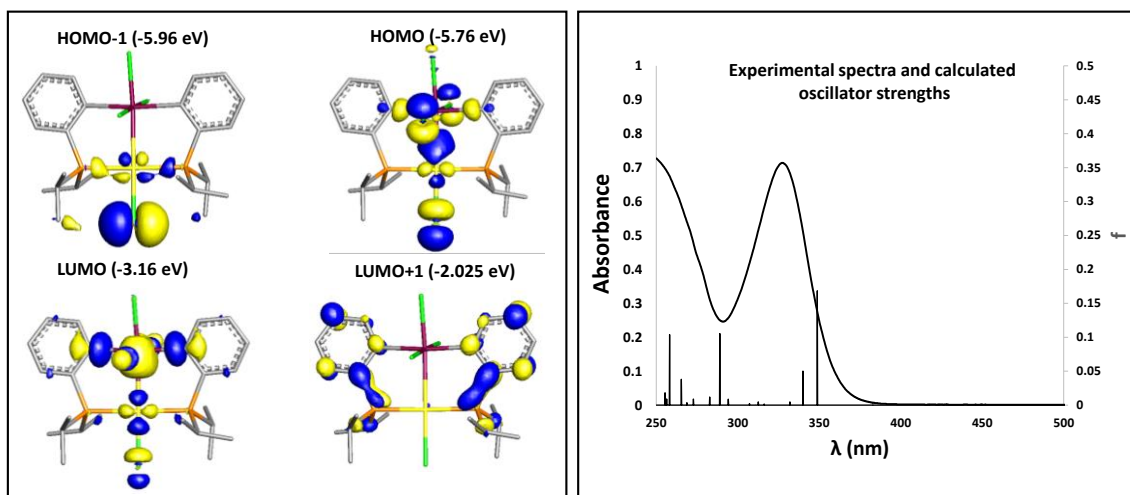 HOMO-1 (-5.96 eV)
HOMO (-5.76 eV)
LUMO (-3.16 eV)
LUMO+1 (-2.025 eV)
Experimental spectra and calculated
oscillator strengths
Absorbance
1
0.9
0.8
0.7
0.6
0.5
0.4
0.3
0.2
0.1
0
0.5
0.45
0.4
0.35
0.3
0.25
0.2
0.15
0.1
0.05
0
f
250 300 350 400 450 500
λ (nm)